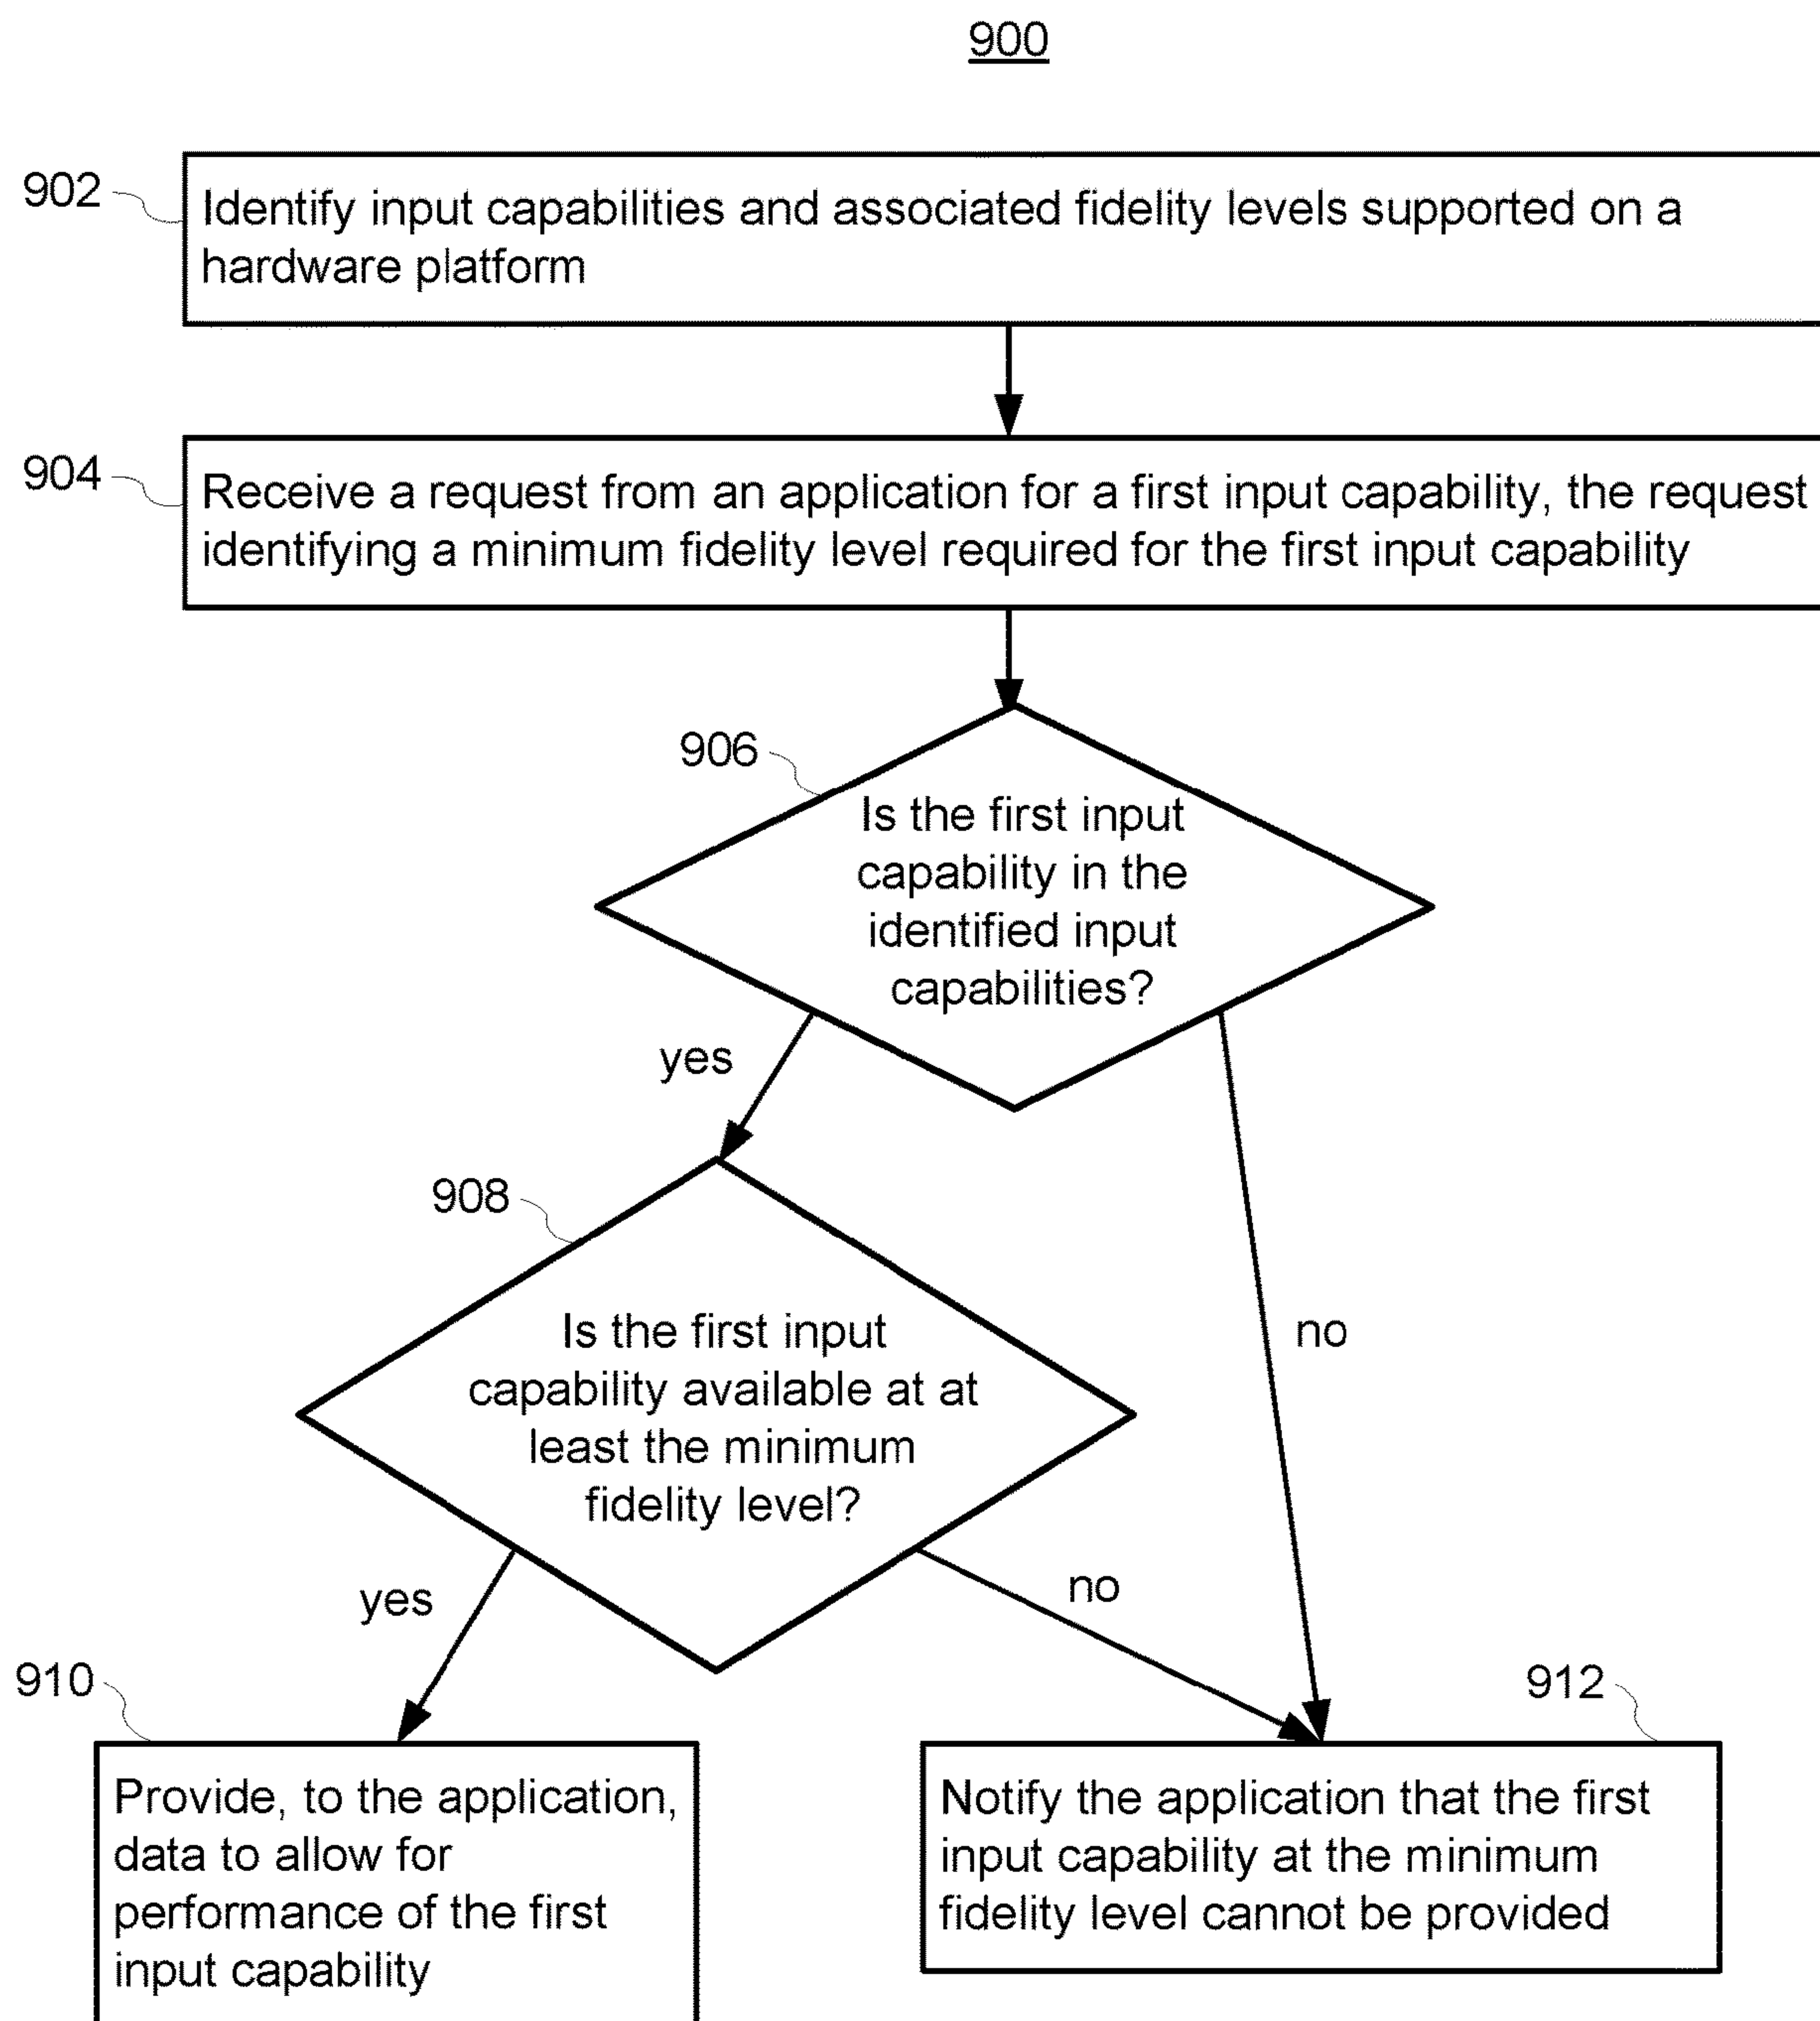 900
902
Identify input capabilities and associated fidelity levels supported on a
hardware platform
904
Receive a request from an application for a first input capability, the request
identifying a minimum fidelity level required for the first input capability
906
Is the first input
capability in the
identified input
capabilities?
yes
no
908
Is the first input
capability available at at
least the minimum
fidelity level?
yes
no
910
Provide, to the application,
data to allow for
performance of the first
input capability
912
Notify the application that the first
input capability at the minimum
fidelity level cannot be provided